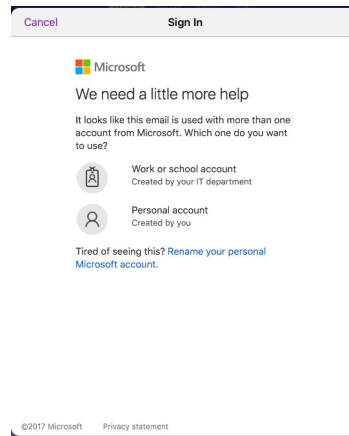 Cancel Sign In
Microsoft
We need a little more help
It looks like this email is used with more than one
account from Microsoft. Which one do you want
to use?
Work or school account
Created by your IT department
Personal account
Created by you
Tired of seeing this? Rename your personal
Microsoft account.
©2017 Microsoft Privacy statement